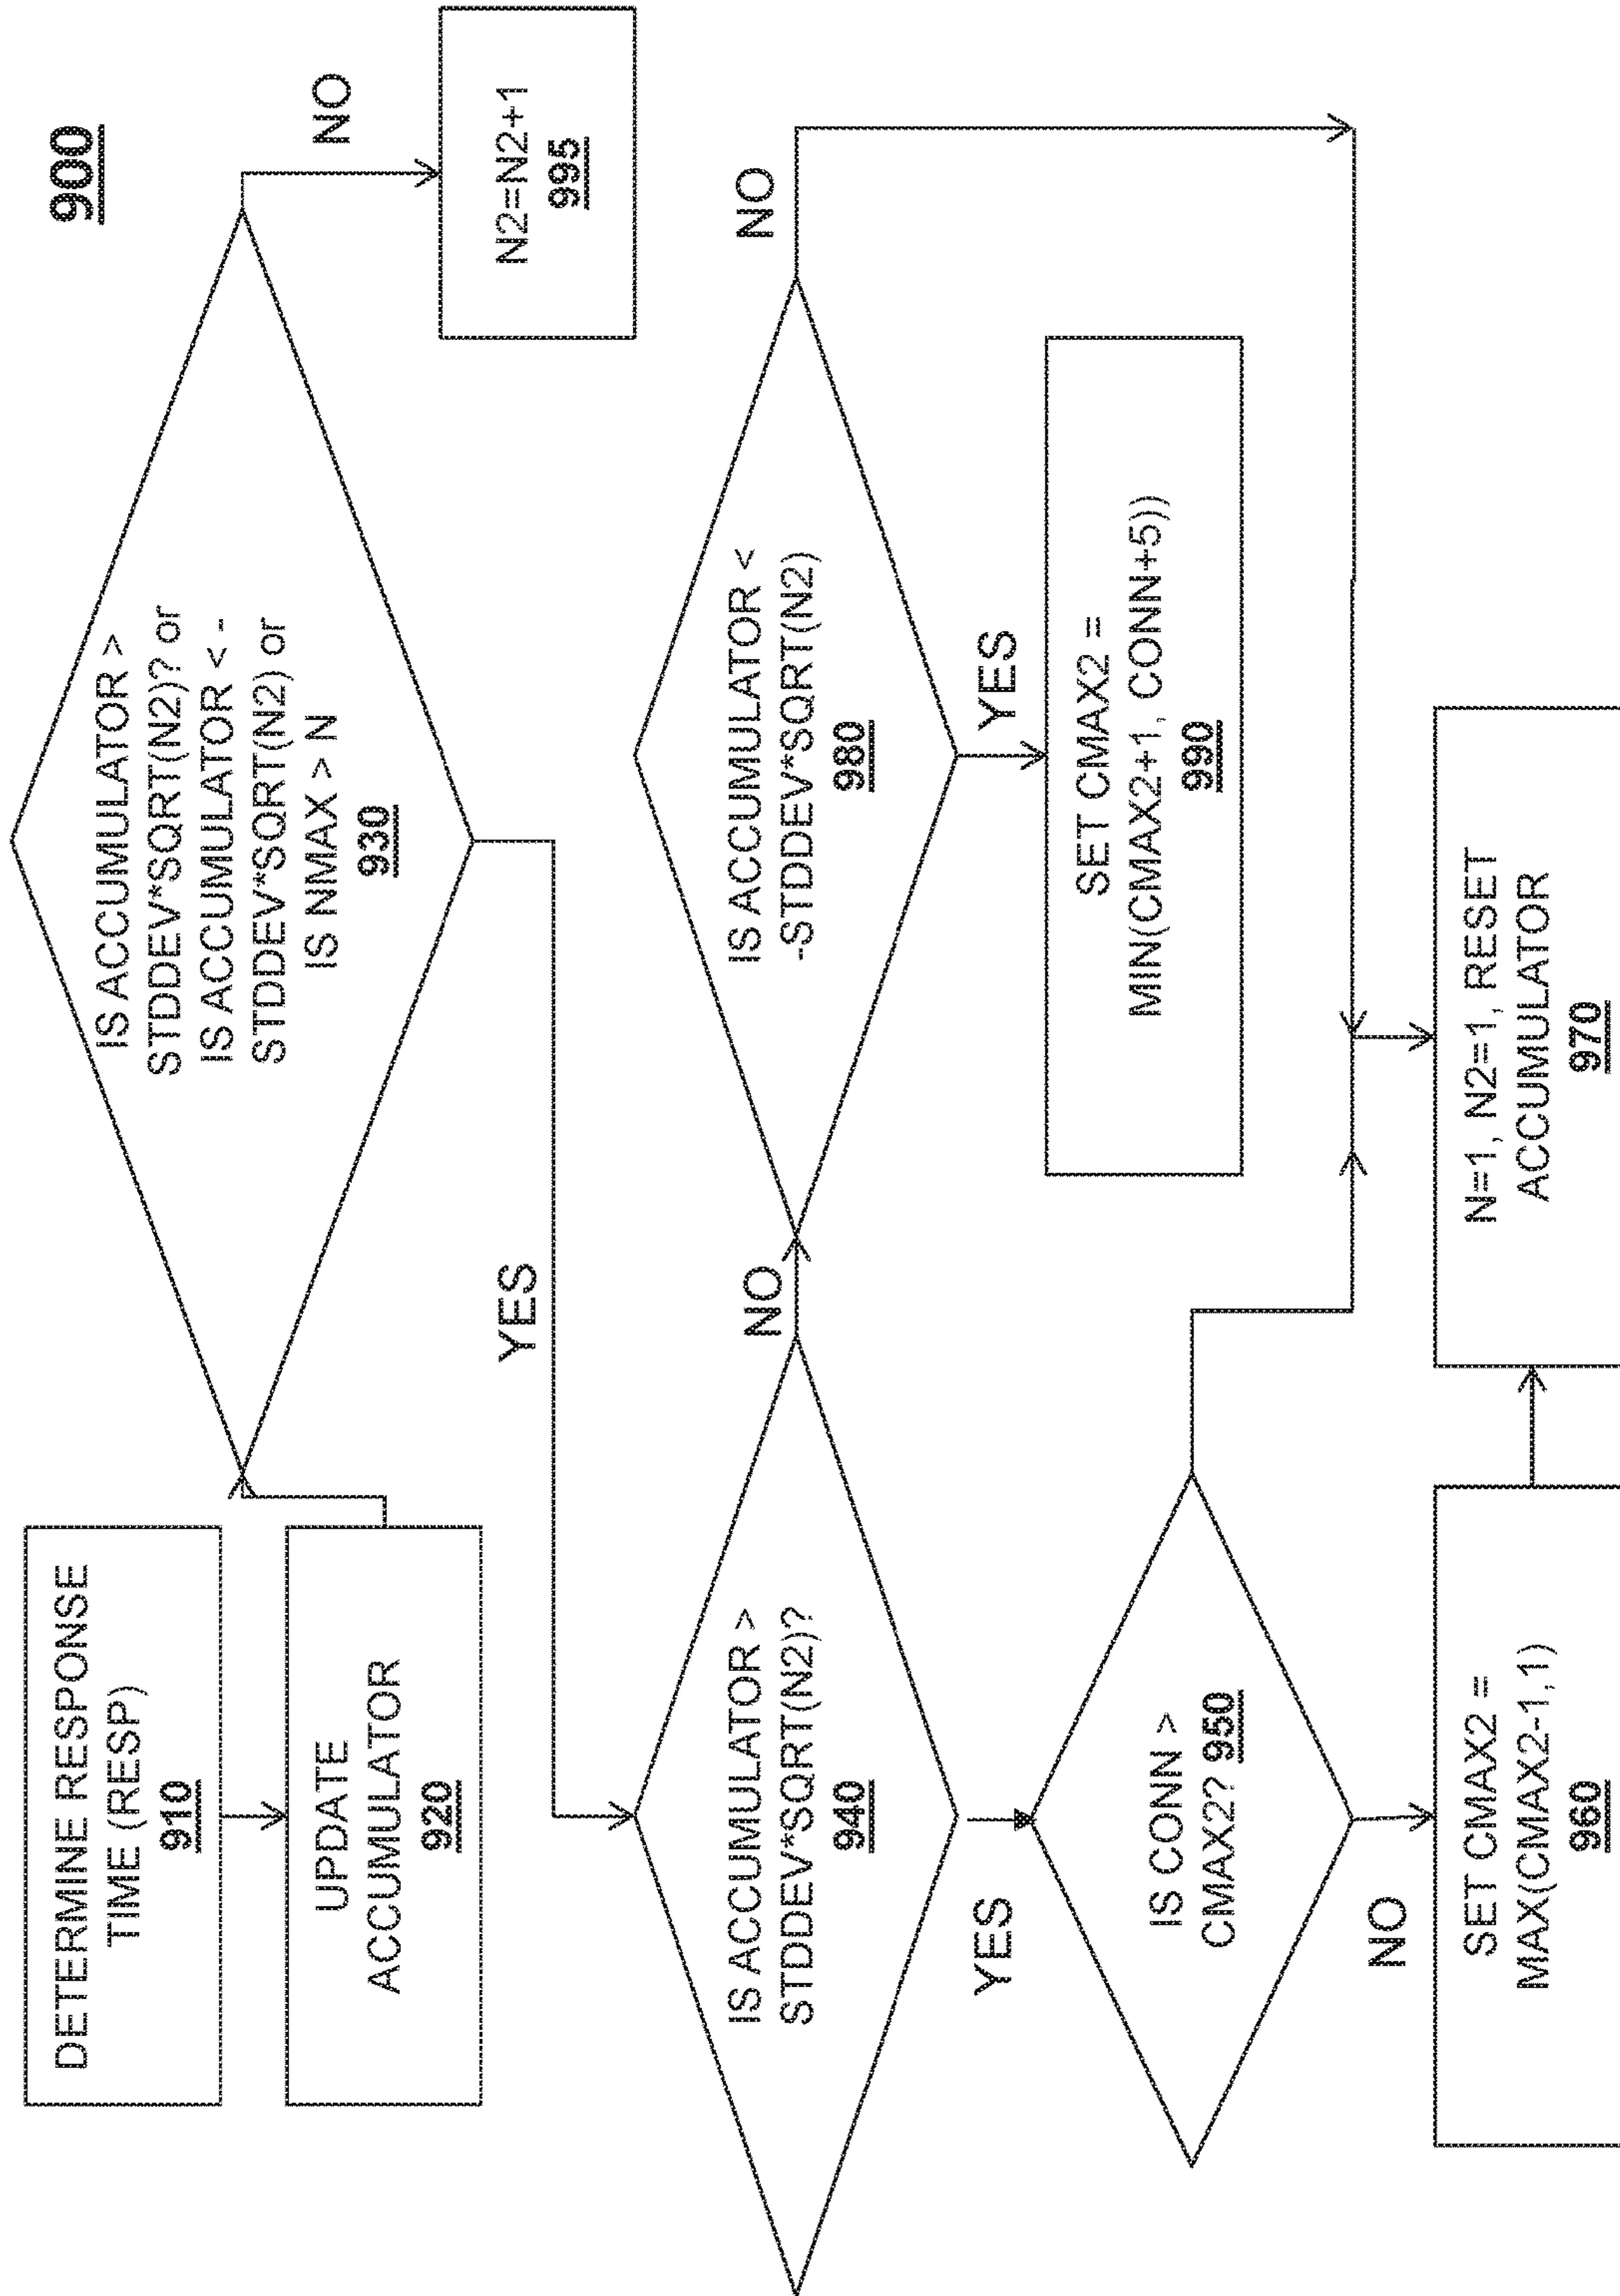 900
DETERMINE RESPONSE
TIME (RESP)
910
UPDATE
ACCUMULATOR
920
IS ACCUMULATOR >
STDDEV*SQRT(N2)? or
IS ACCUMULATOR < -
STDDEV*SQRT(N2) or
IS NMAX > N
930
NO
N2=N2+1
995
YES
IS ACCUMULATOR >
STDDEV*SQRT(N2)?
940
NO
IS ACCUMULATOR <
-STDDEV*SQRT(N2)
980
NO
YES
IS CONN >
CMAX2? 950
YES
SET CMAX2 =
MIN(CMAX2+1, CONN+5))
990
NO
SET CMAX2 =
MAX(CMAX2-1,1)
960
N=1, N2=1, RESET
ACCUMULATOR
970